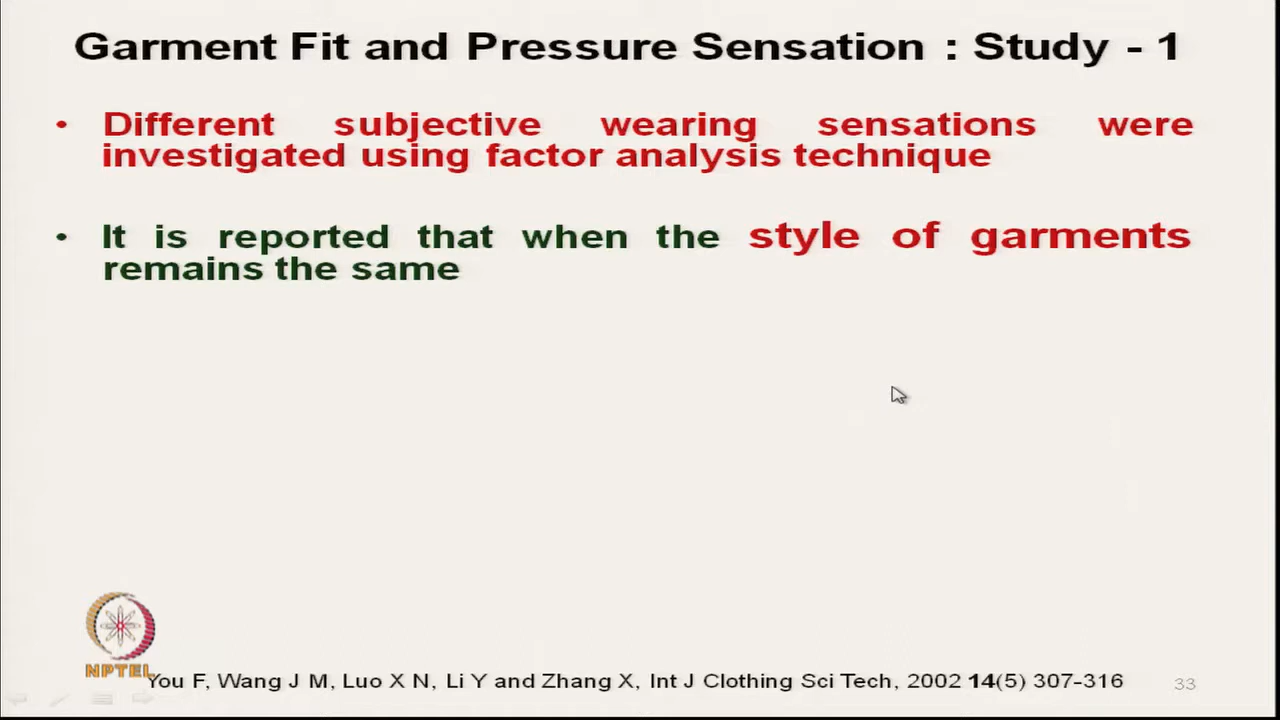 Garment Fit and Pressure Sensation : Study - 1
• Different subjective wearing sensations were
investigated using factor analysis technique
• It is reported that when the style of garments
remains the same
NPTEL
You F, Wang J M, Luo X N, Li Y and Zhang X, Int J Clothing Sci Tech, 2002 14(5) 307-316
33